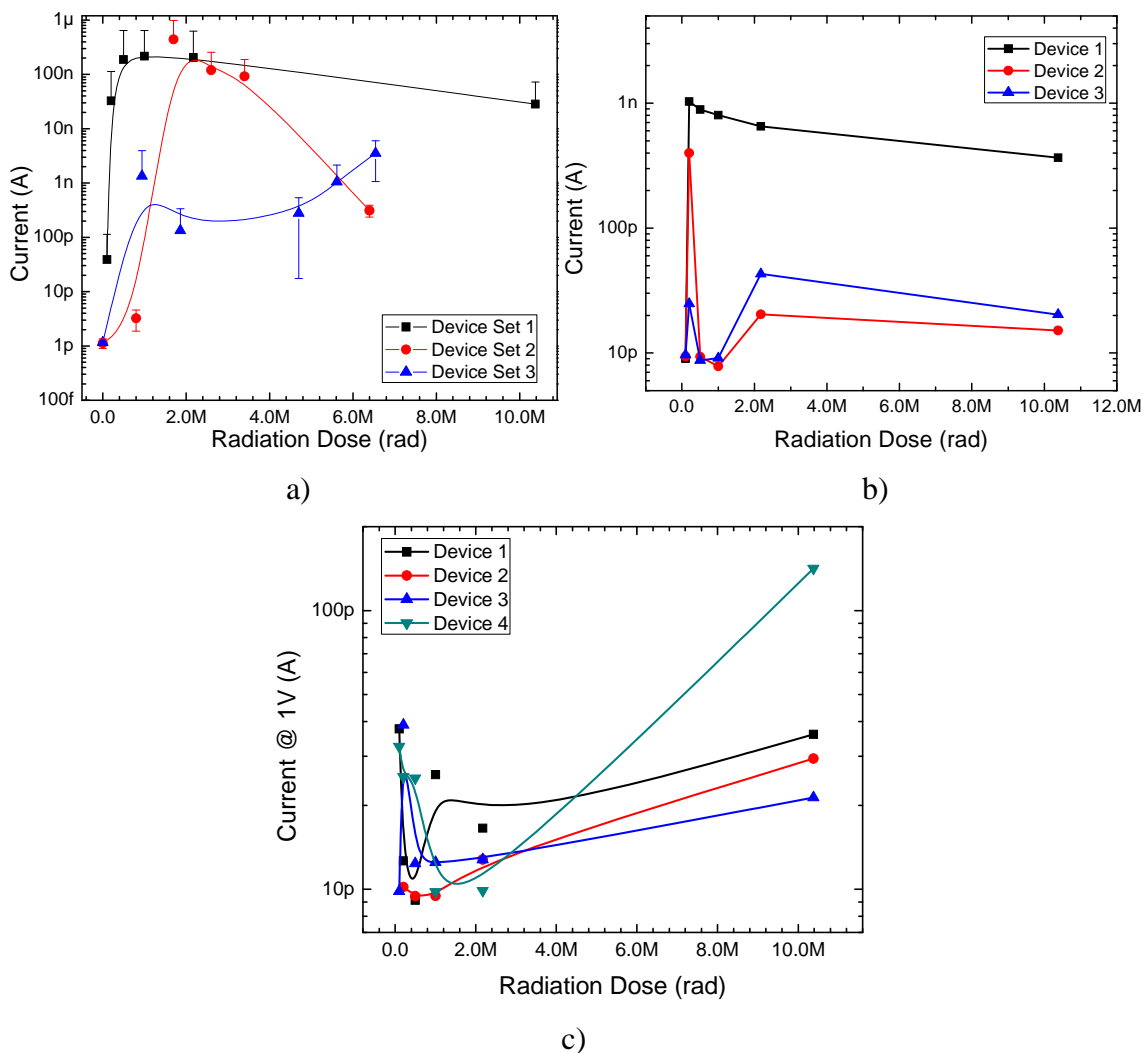 1µ
100n
10n
1n
100p
10p
1p
100f
Current (A)
0.0 2.0M 4.0M 6.0M 8.0M 10.0M
Radiation Dose (rad)
Device Set 1
Device Set 2
Device Set 3
a)
1n
100p
10p
Current (A)
0.0 2.0M 4.0M 6.0M 8.0M 10.0M 12.0M
Radiation Dose (rad)
Device 1
Device 2
Device 3
b)
100p
10p
Current @ 1V (A)
0.0 2.0M 4.0M 6.0M 8.0M 10.0M
Radiation Dose (rad)
Device 1
Device 2
Device 3
Device 4
c)